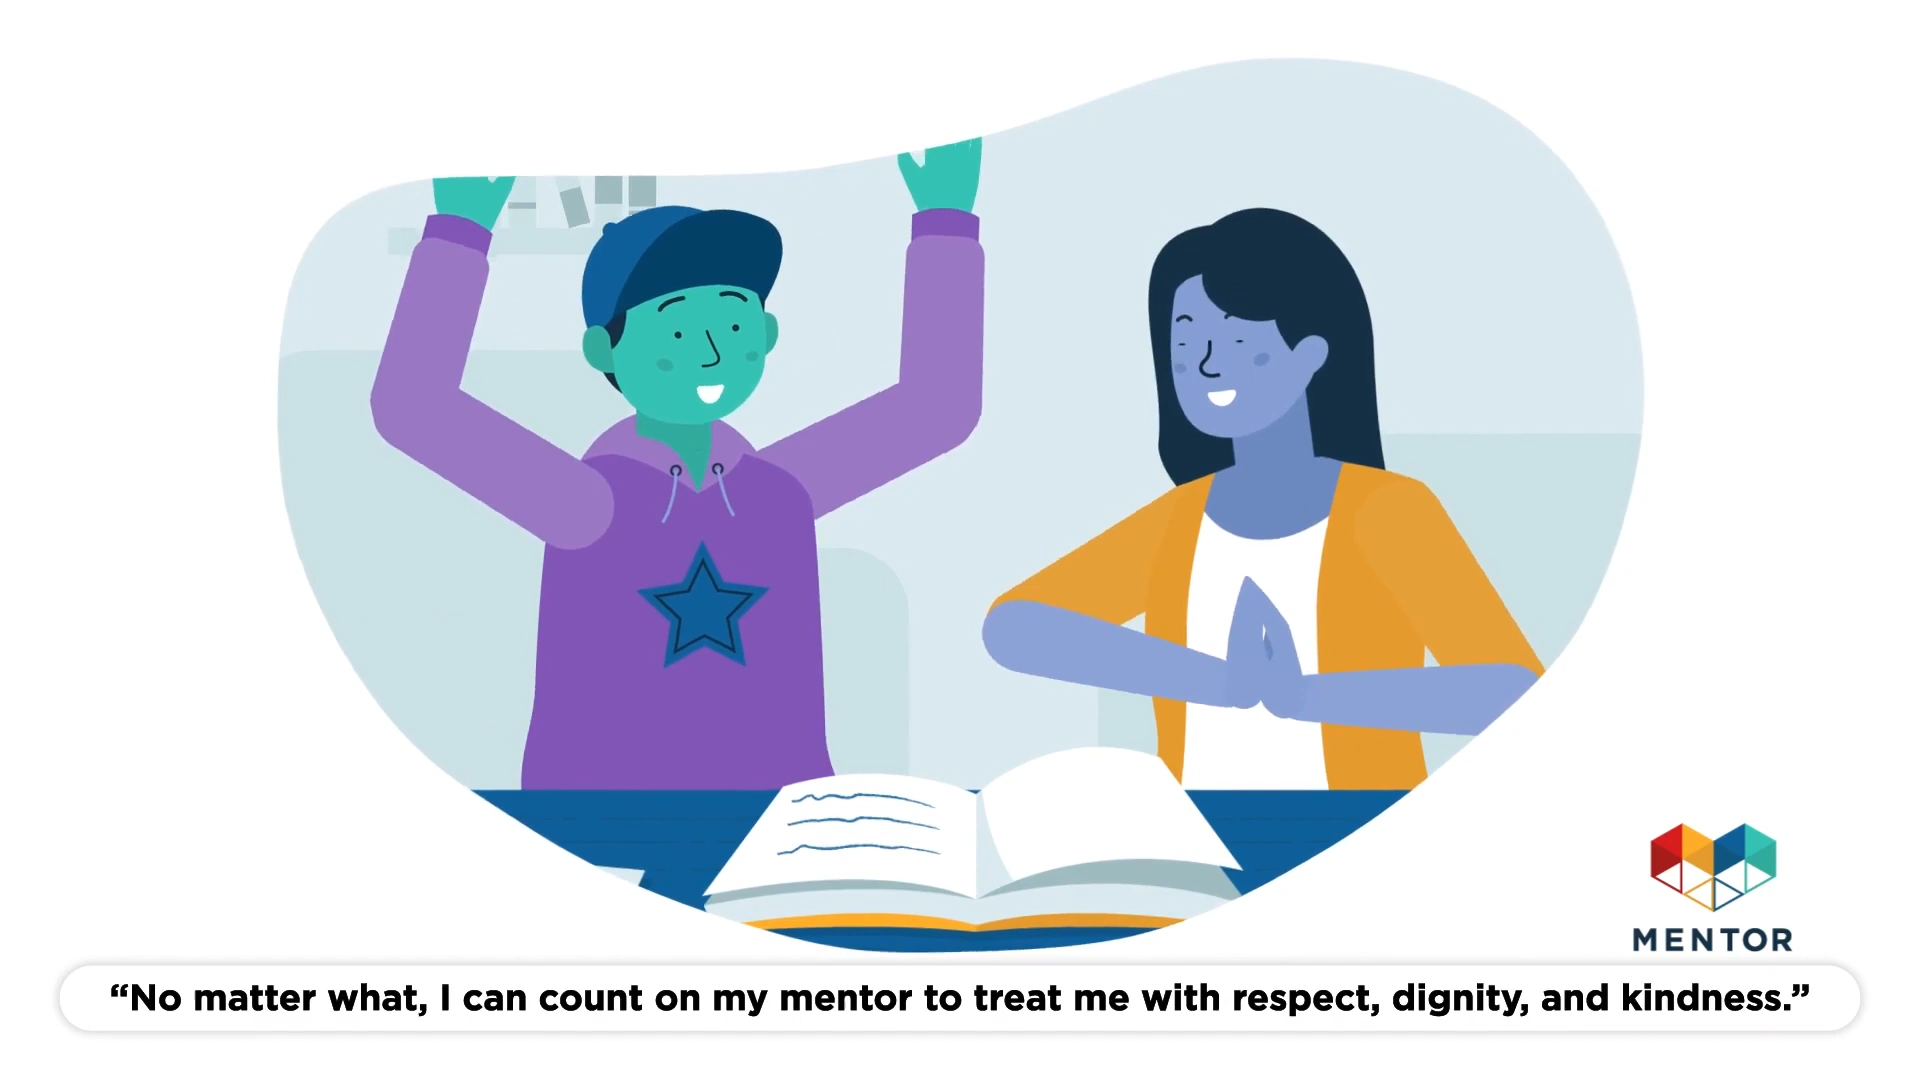 MENTOR
“No matter what, I can count on my mentor to treat me with respect, dignity, and kindness.”